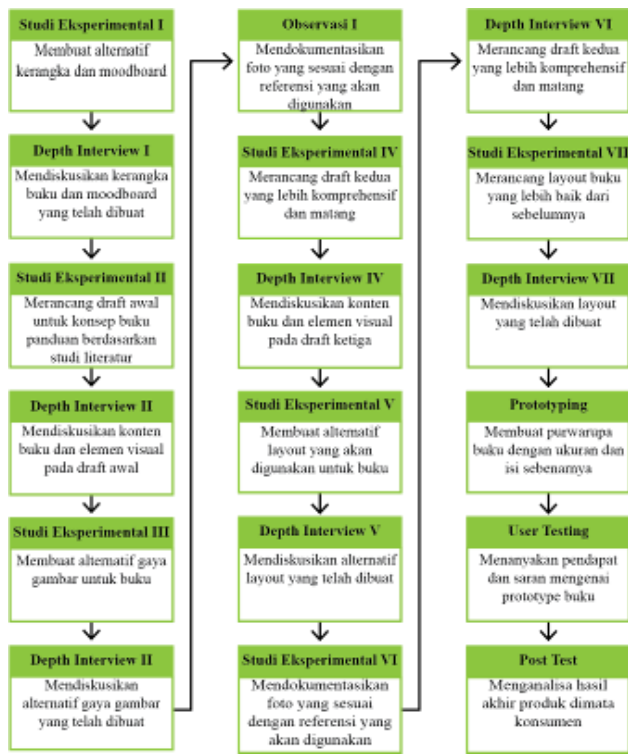 Studi Eksperimental I
Membuat alternatif
kerangka dan moodboard
Depth Interview I
Mendiskusikan kerangka
buku dan moodboard
yang telah dibuat
Studi Eksperimental II
Merancang draft awal
untuk konsep buku
panduan berdasarkan
studi literatur
Depth Interview II
Mendiskusikan konten
buku dan elemen visual
pada draft awal
Studi Eksperimental III
Membuat alternatif gaya
gambar untuk buku
Depth Interview II
Mendiskusikan
alternatif gaya gambar
yang telah dibuat
Observasi I
Mendokumentasikan
foto yang sesuai dengan
referensi yang akan
digunakan
Studi Eksperimental IV
Merancang draft kedua
yang lebih komprehensif
dan matang
Depth Interview IV
Mendiskusikan konten
buku dan elemen visual
pada draft ketiga
Studi Eksperimental V
Membuat alternatif
layout yang akan
digunakan untuk buku
Depth Interview V
Mendiskusikan alternatif
layout yang telah dibuat
Studi Eksperimental VI
Mendokumentasikan
foto yang sesuai
dengan referensi yang
akan digunakan
Depth Interview VI
Merancang draft kedua
yang lebih komprehensif
dan matang
Studi Eksperimental VII
Merancang layout buku
yang lebih baik dari
sebelumnya
Depth Interview VII
Mendiskusikan layout
yang telah dibuat
Prototyping
Membuat purwarupa
buku dengan ukuran dan
isi sebenarnya
User Testing
Menanyakan pendapat
dan saran mengenai
prototype buku
Post Test
Menganalisa hasil
akhir produk dimata
konsumen